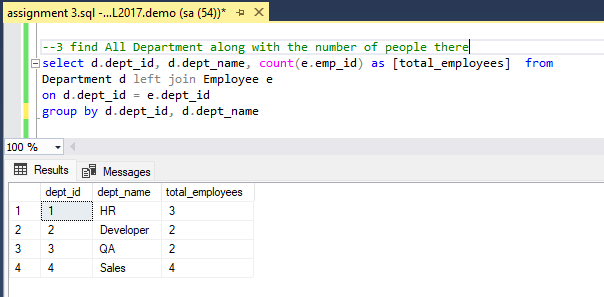 assignment 3.sql -...L2017.demo (sa (54))*
--3 find All Department along with the number of people there
select d.dept_id, d.dept_name, count(e.emp_id) as [total_employees]  from
Department d left join Employee e
on d.dept_id = e.dept_id
group by d.dept_id, d.dept_name
100 %
Results Messages
dept_id dept_name total_employees
1 1 HR 3
2 2 Developer 2
3 3 QA 2
4 4 Sales 4